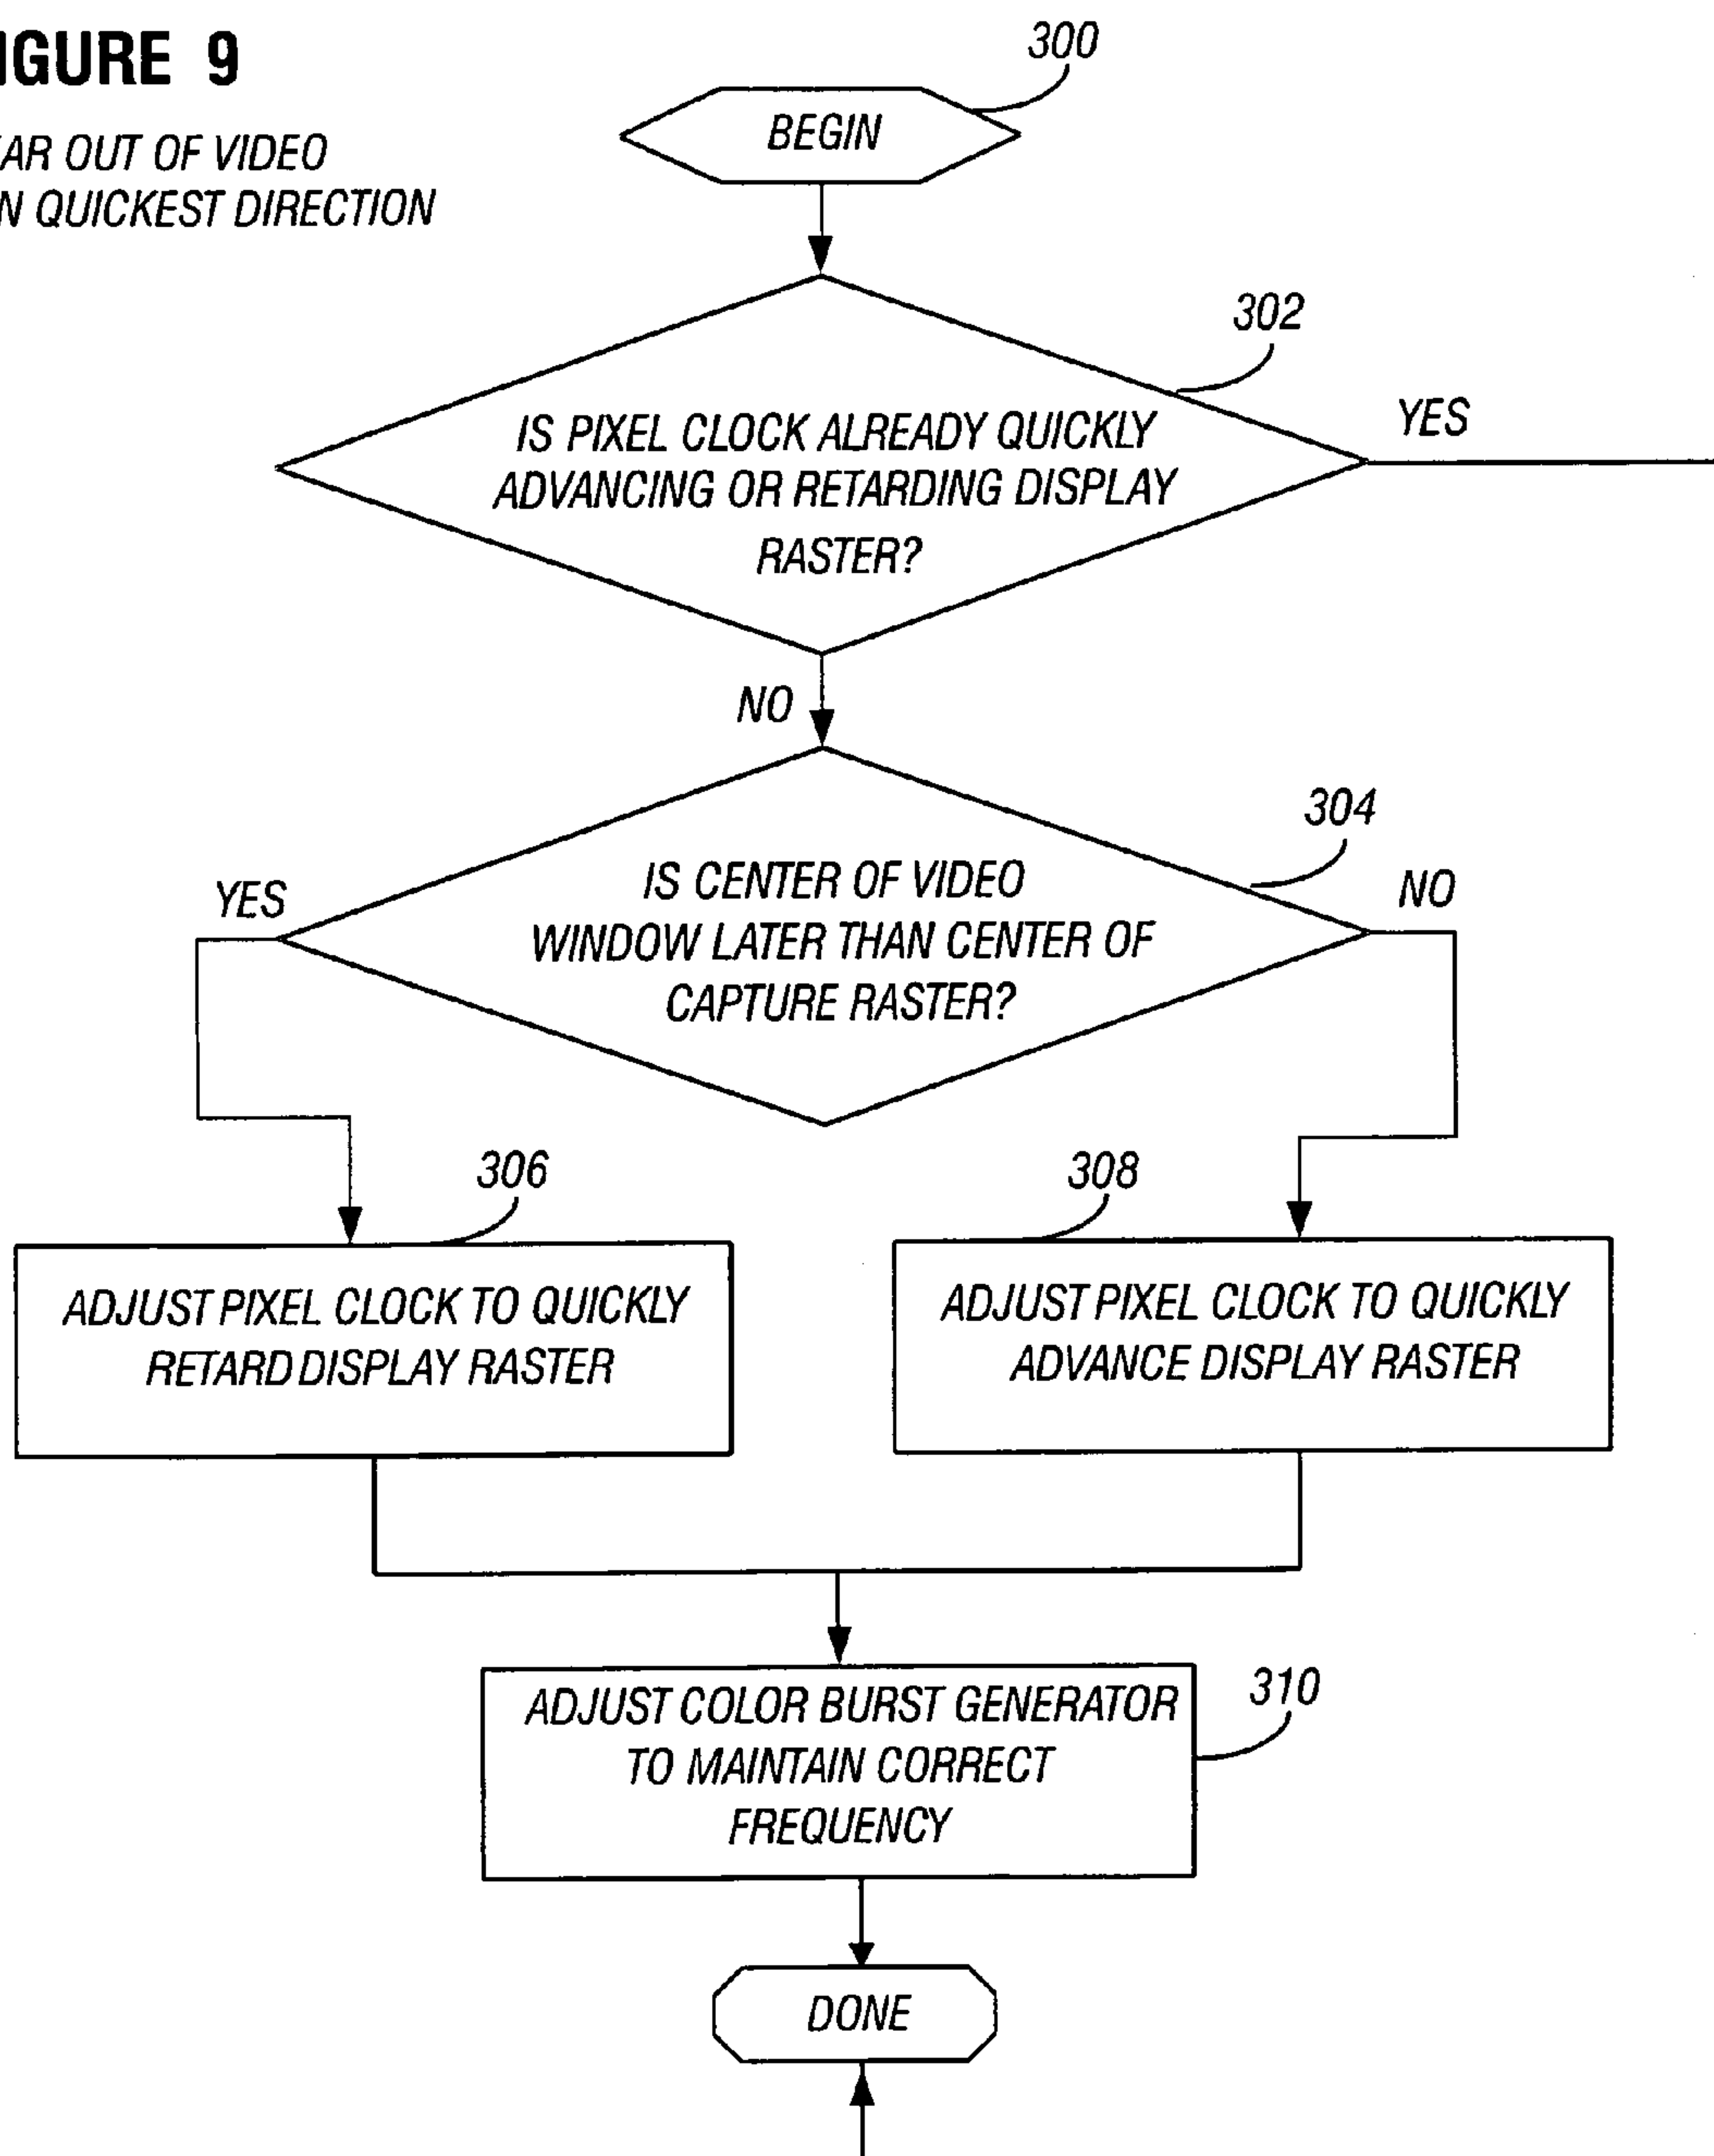 IGURE 9
AR OUT OF VIDEO
N QUICKEST DIRECTION
300
BEGIN
302
IS PIXEL CLOCK ALREADY QUICKLY
ADVANCING OR RETARDING DISPLAY
RASTER?
YES
NO
304
IS CENTER OF VIDEO
WINDOW LATER THAN CENTER OF
CAPTURE RASTER?
YES
NO
306
ADJUST PIXEL CLOCK TO QUICKLY
RETARD DISPLAY RASTER
308
ADJUST PIXEL CLOCK TO QUICKLY
ADVANCE DISPLAY RASTER
ADJUST COLOR BURST GENERATOR
TO MAINTAIN CORRECT
FREQUENCY
310
DONE